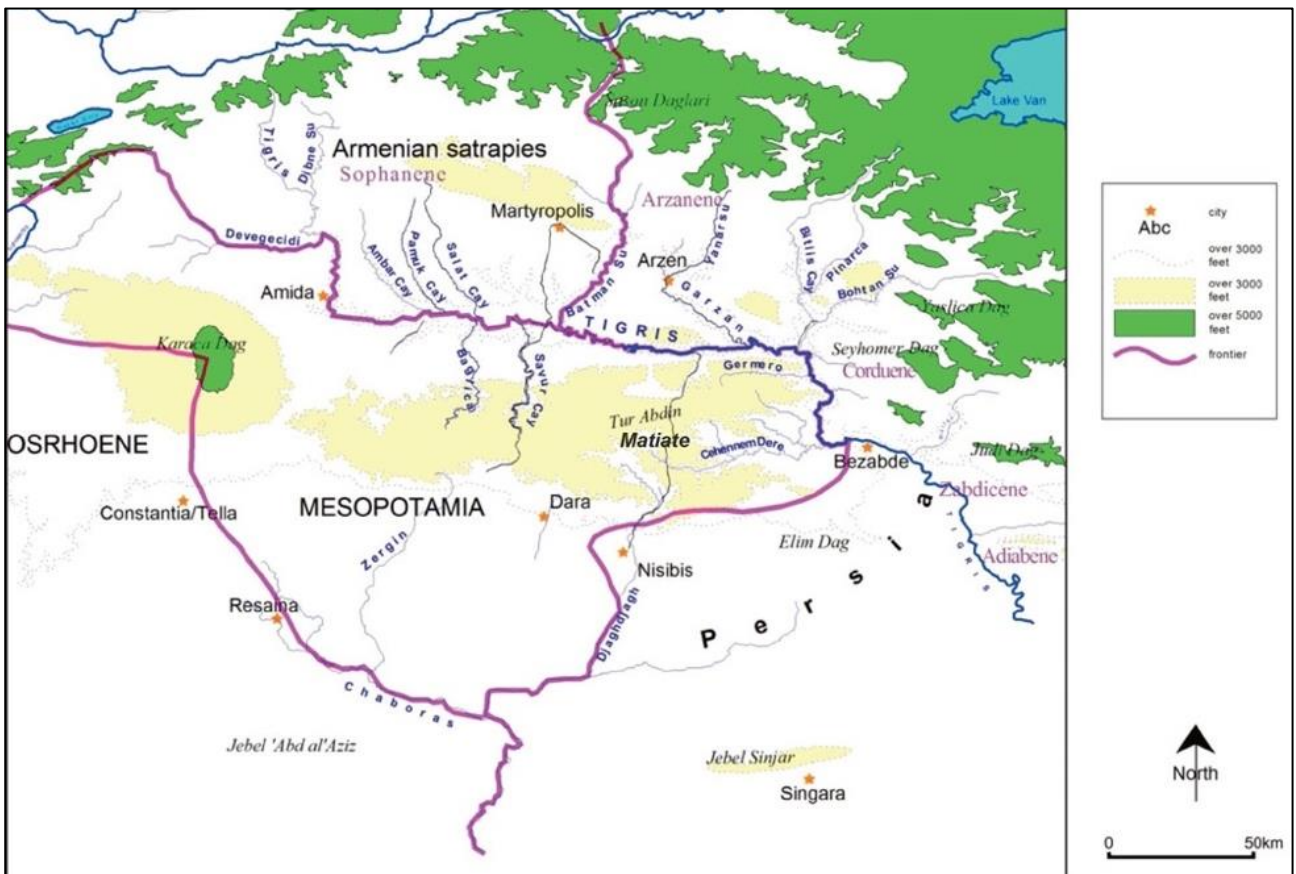 Lake Van
Tigris
Dibne Su
Armenian satrapies
Sophanene
Arzanene
Martyropolis
Yanarsu
Devegecidi
Ambar Cay
Pamuk Cay
Salat Cay
Batman Su
Arzen
Garzan
Bitlis Cay
Pinarca
Bohtan Su
Yaslica Dag
Amida
TIGRIS
Karaca Dag
Bagrica
Savur Cay
Germero
Seyhomer Dag
Corduene
Tur Abdin
Matiate
Cehennem Dere
OSRHOENE
Bezabde
Judi Dag
Zabdicene
Constantia/Tella
MESOPOTAMIA
Dara
TIGRIS
Elim Dag
Adiabene
Zergin
Nisibis
Persia
Resaina
Djaghdjagh
Chaboras
Jebel 'Abd al'Aziz
Jebel Sinjar
Singara
Abc
city
over 3000
feet
over 3000
feet
over 5000
feet
frontier
North
0 50km